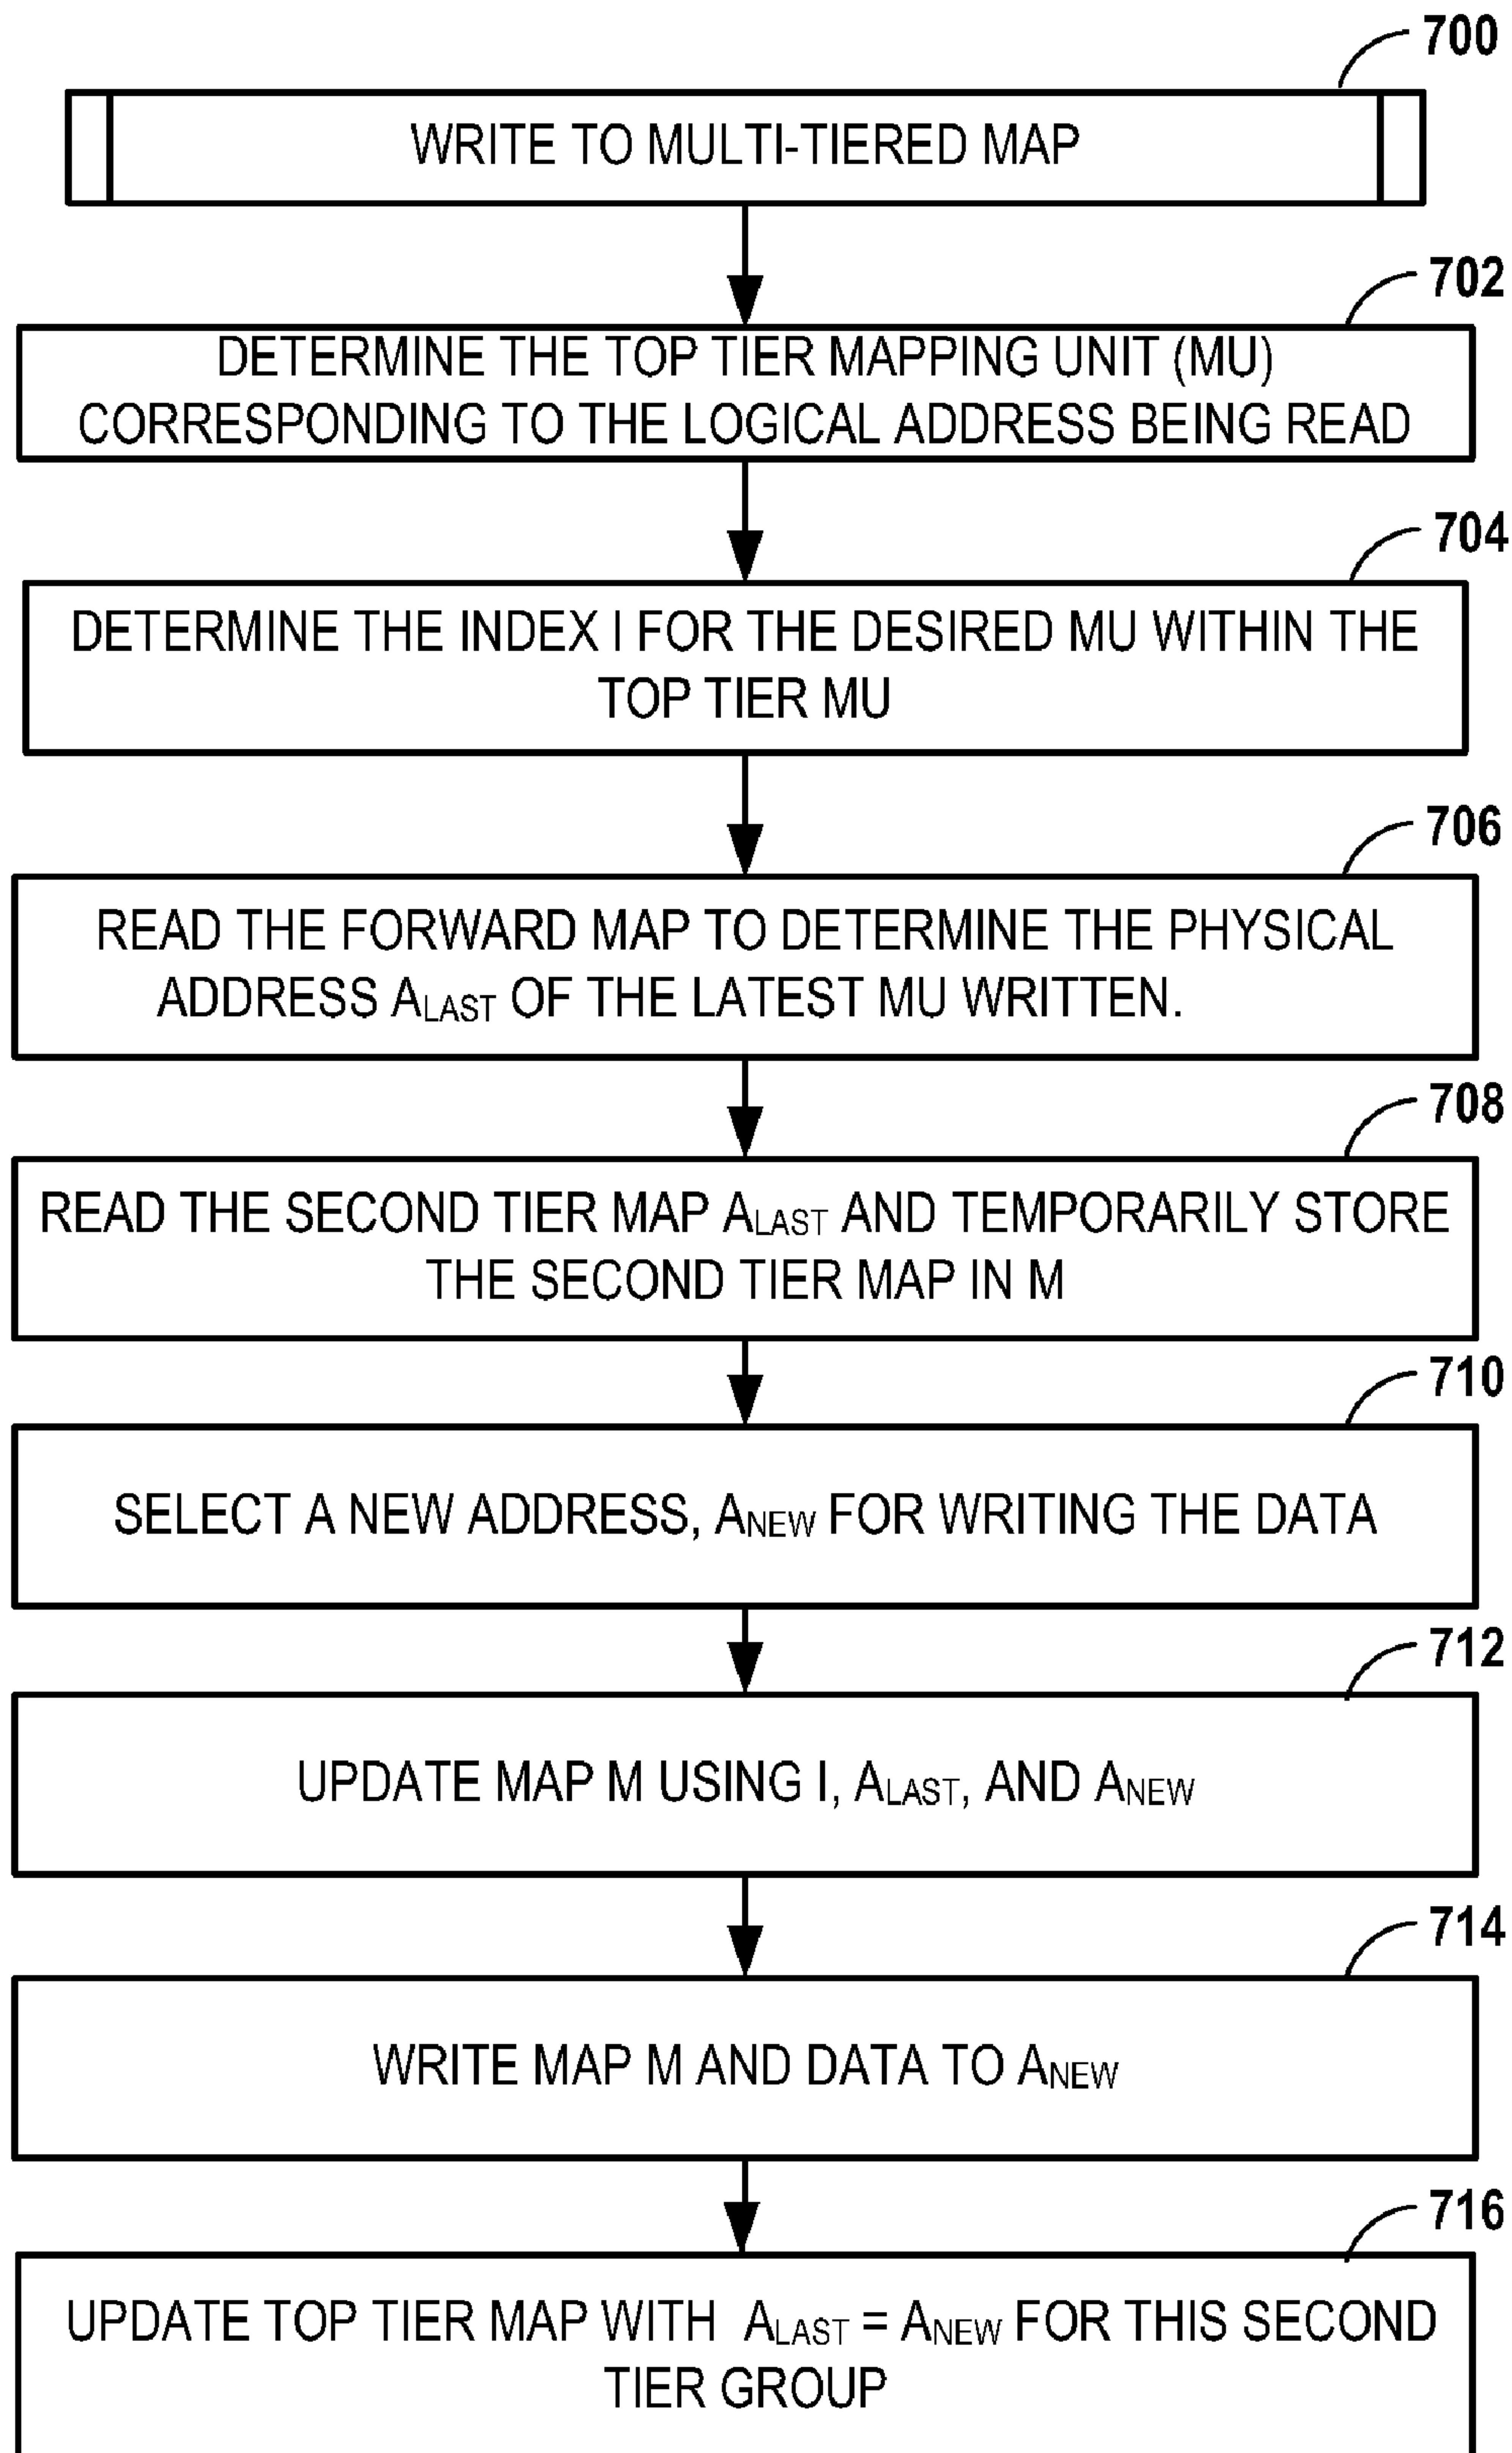 700
WRITE TO MULTI-TIERED MAP
702
DETERMINE THE TOP TIER MAPPING UNIT (MU)
CORRESPONDING TO THE LOGICAL ADDRESS BEING READ
704
DETERMINE THE INDEX I FOR THE DESIRED MU WITHIN THE
TOP TIER MU
706
READ THE FORWARD MAP TO DETERMINE THE PHYSICAL
ADDRESS ALAST OF THE LATEST MU WRITTEN.
708
READ THE SECOND TIER MAP ALAST AND TEMPORARILY STORE
THE SECOND TIER MAP IN M
710
SELECT A NEW ADDRESS, ANEW FOR WRITING THE DATA
712
UPDATE MAP M USING I, ALAST, AND ANEW
714
WRITE MAP M AND DATA TO ANEW
716
UPDATE TOP TIER MAP WITH ALAST = ANEW FOR THIS SECOND
TIER GROUP